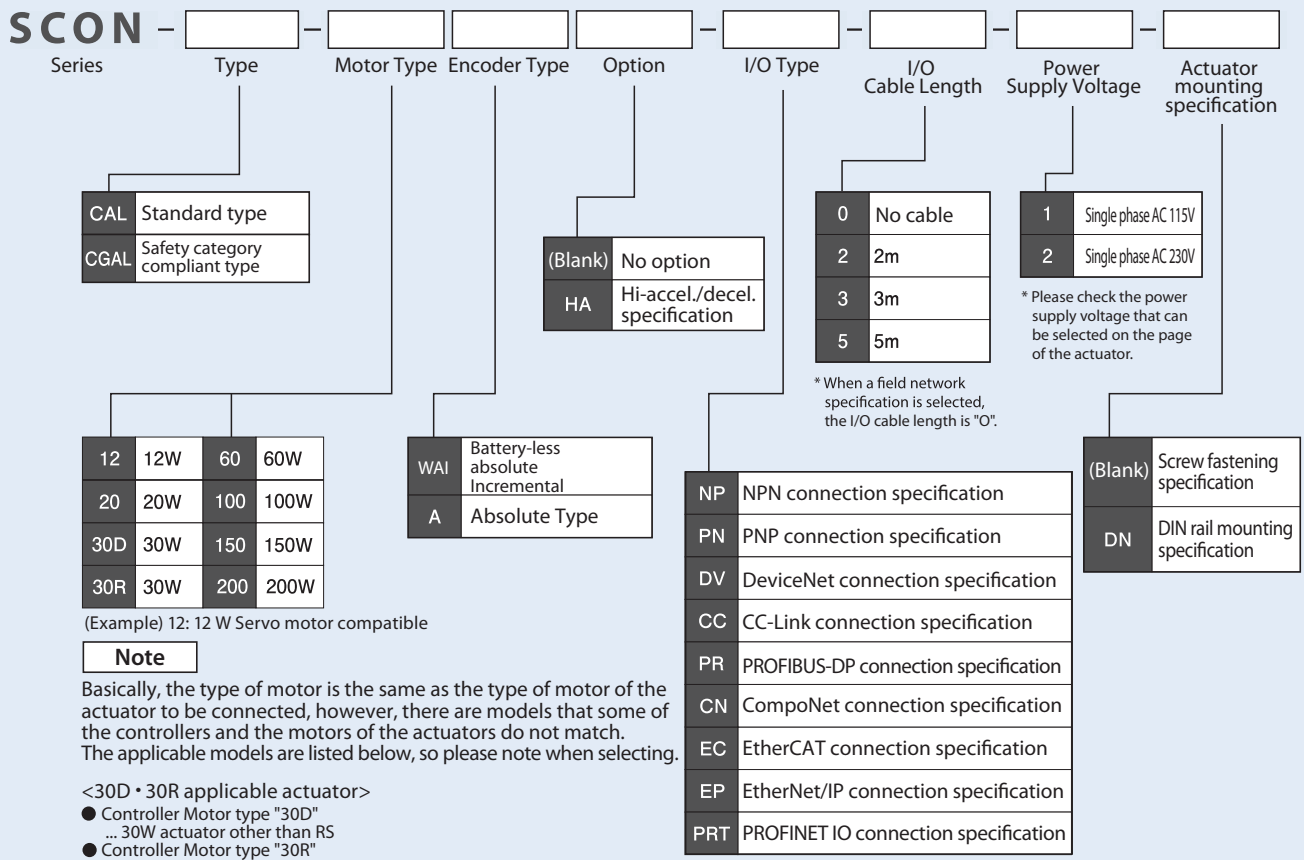 SCON – – – – – –
Series
Type
Motor Type
Encoder Type
Option
I/O Type
I/O
Cable Length
Power
Supply Voltage
Actuator
mounting
specification
CAL Standard type
CGAL Safety category
compliant type
(Blank) No option
HA Hi-accel./decel.
specification
0 No cable
2 2m
3 3m
5 5m
* When a field network
specification is selected,
the I/O cable length is "O".
1 Single phase AC 115V
2 Single phase AC 230V
* Please check the power
supply voltage that can
be selected on the page
of the actuator.
12 12W 60 60W
20 20W 100 100W
30D 30W 150 150W
30R 30W 200 200W
(Example) 12: 12 W Servo motor compatible
WAI Battery-less
absolute
Incremental
A Absolute Type
NP NPN connection specification
PN PNP connection specification
DV DeviceNet connection specification
CC CC-Link connection specification
PR PROFIBUS-DP connection specification
CN CompoNet connection specification
EC EtherCAT connection specification
EP EtherNet/IP connection specification
PRT PROFINET IO connection specification
(Blank) Screw fastening
specification
DN DIN rail mounting
specification
Note
Basically, the type of motor is the same as the type of motor of the
actuator to be connected, however, there are models that some of
the controllers and the motors of the actuators do not match.
The applicable models are listed below, so please note when selecting.
<30D • 30R applicable actuator>
● Controller Motor type "30D"
... 30W actuator other than RS
● Controller Motor type "30R"